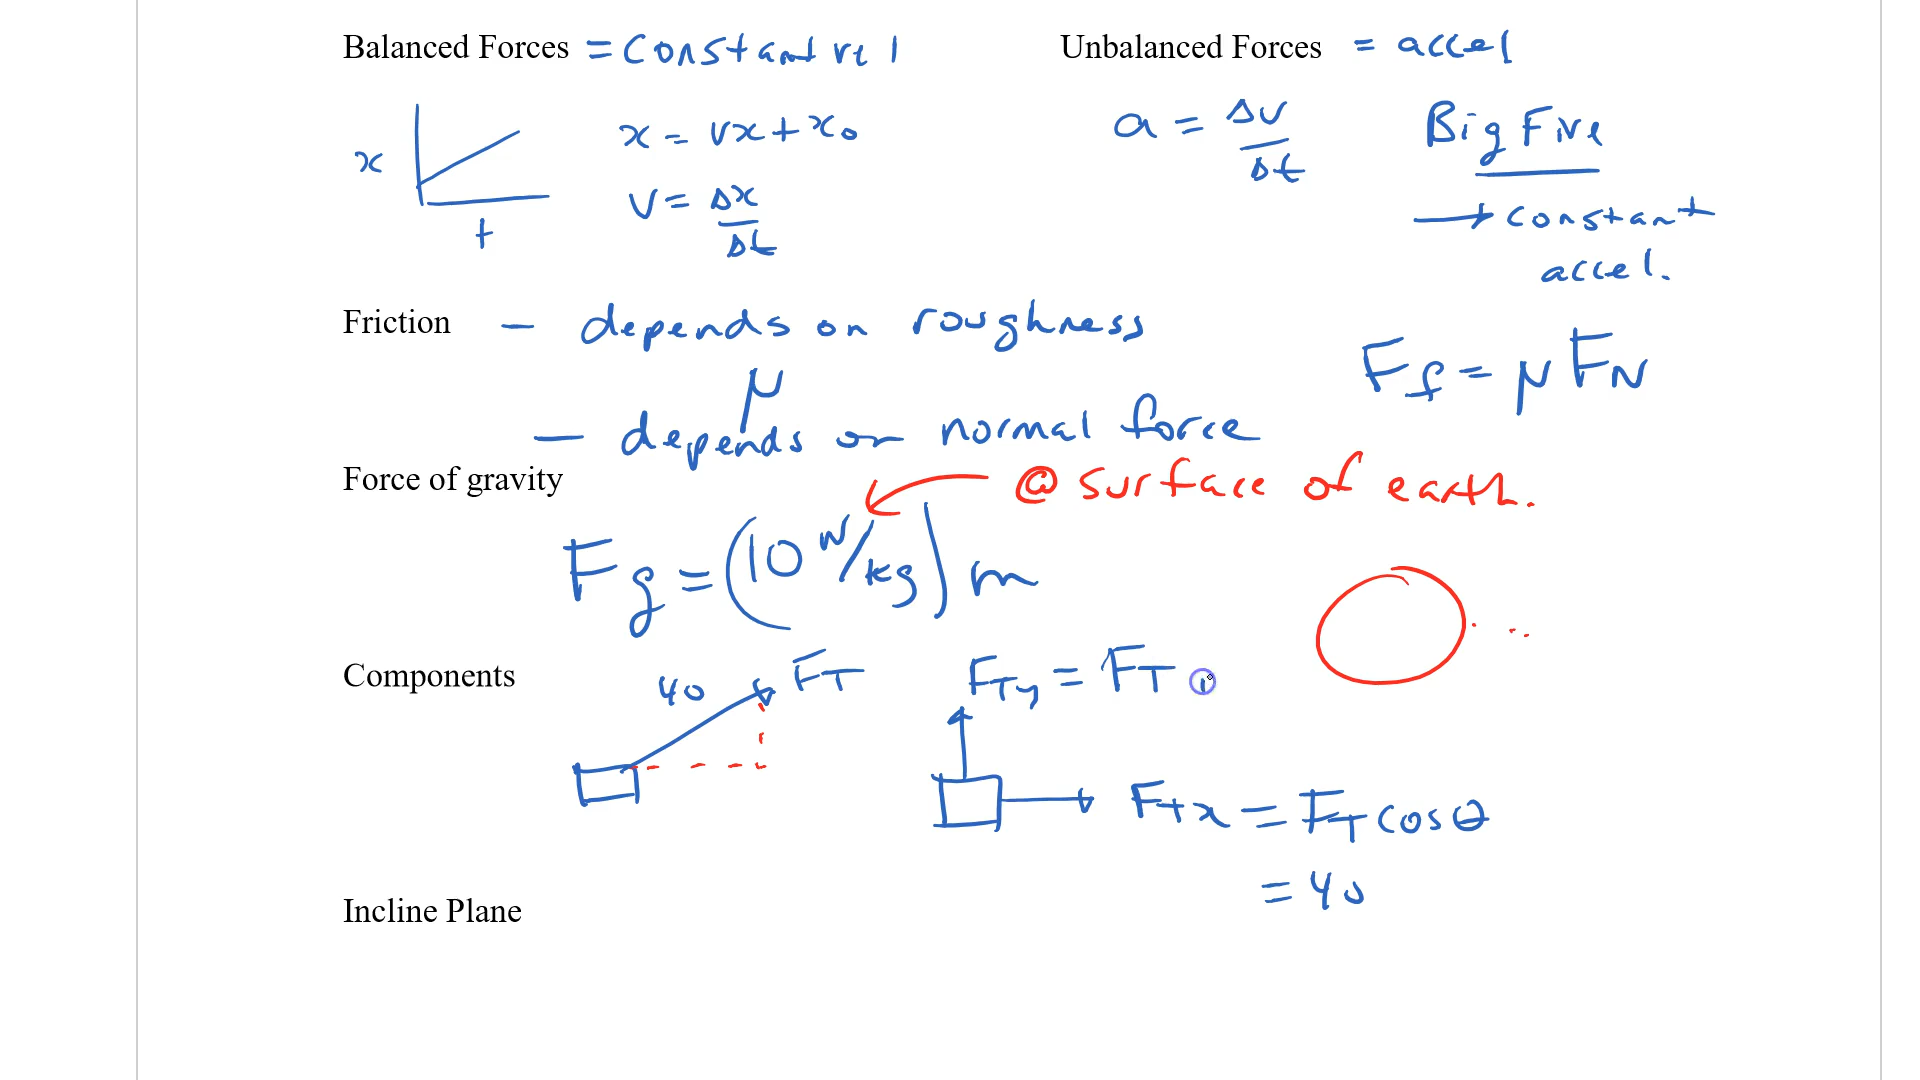 Balanced Forces = constant vel
Unbalanced Forces = accel
x
t
x = vx + x₀
v = Δx/Δt
a = Δv/Δt
Big Five
→ constant
accel.
Friction - depends on roughness
μ
- depends on normal force
Ff = μ FN
Force of gravity
@ surface of earth.
Fg = (10 N/kg) m
Components
40
FT
FTy = FT
FTx = FT cos θ
= 40
Incline Plane